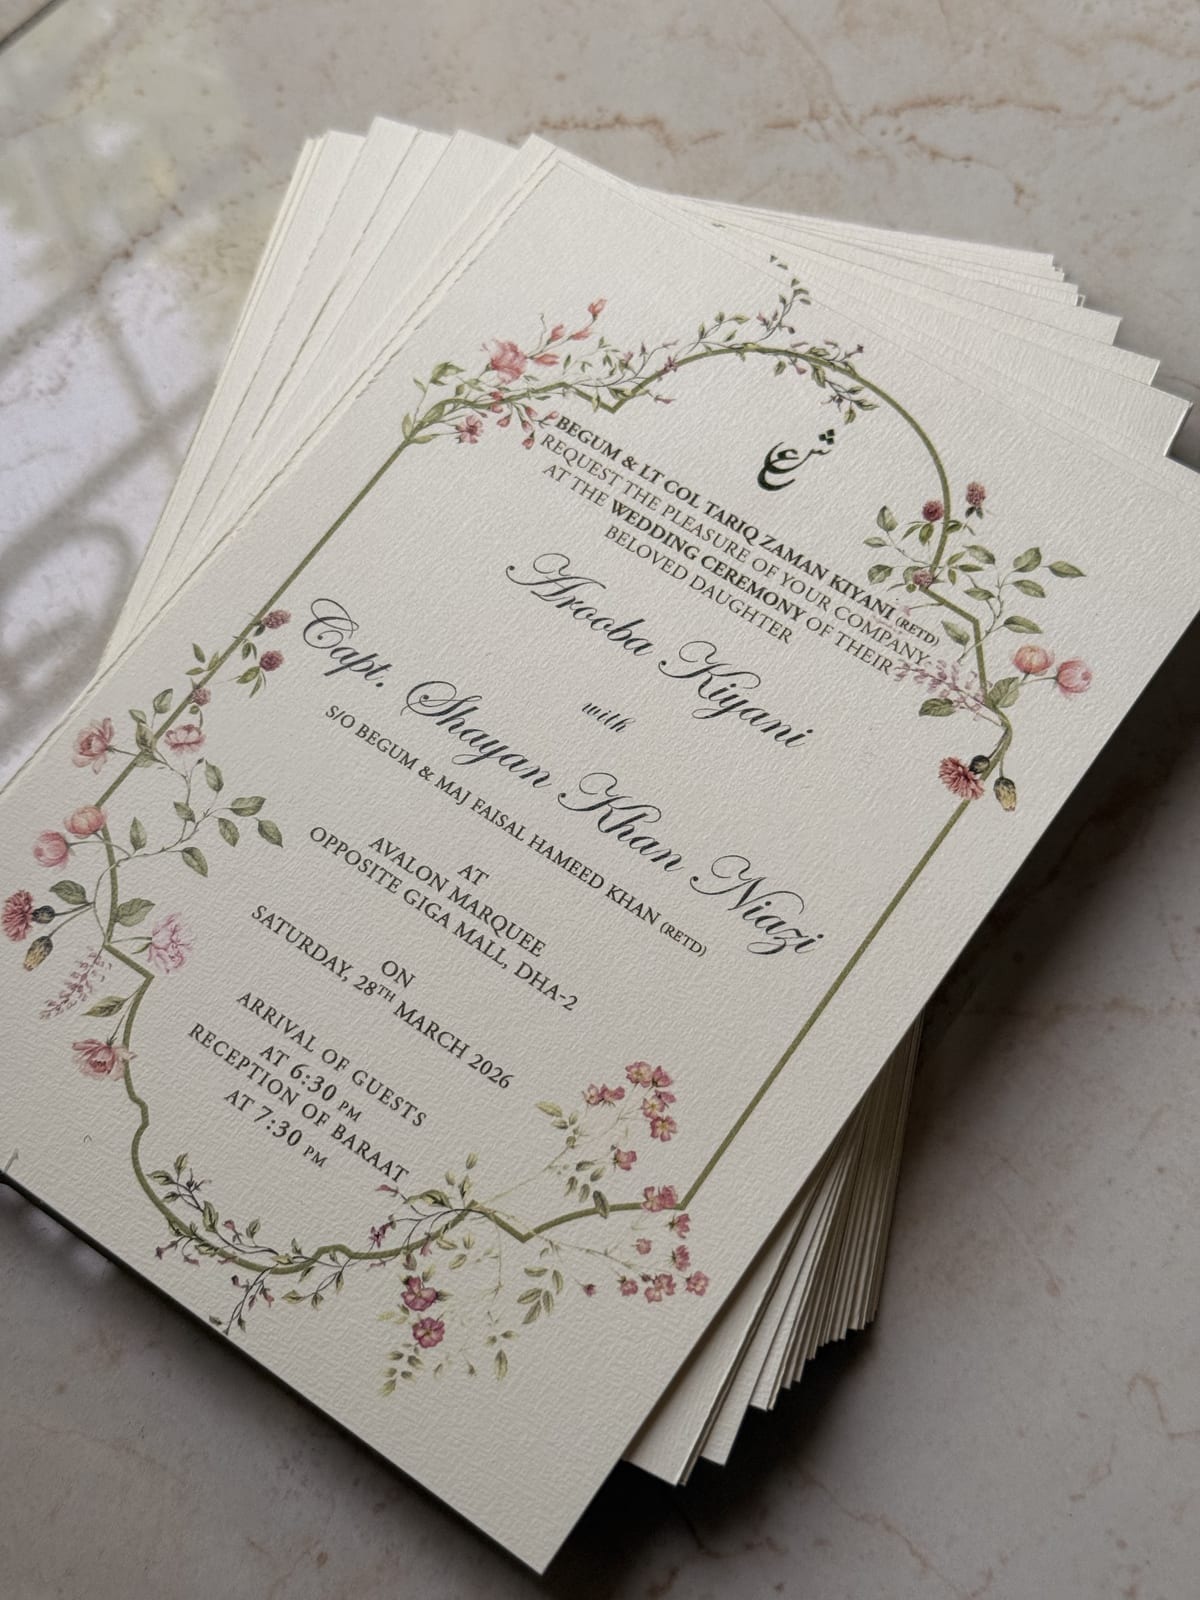 شع
BEGUM & LT COL TARIQ ZAMAN KIYANI (RETD)
REQUEST THE PLEASURE OF YOUR COMPANY
AT THE WEDDING CEREMONY OF THEIR
BELOVED DAUGHTER
Arooba Kiyani
with
Capt. Shayan Khan Niazi
S/O BEGUM & MAJ FAISAL HAMEED KHAN (RETD)
AT
AVALON MARQUEE
OPPOSITE GIGA MALL, DHA-2
ON
SATURDAY, 28TH MARCH 2026
ARRIVAL OF GUESTS
AT 6:30 PM
RECEPTION OF BARAAT
AT 7:30 PM